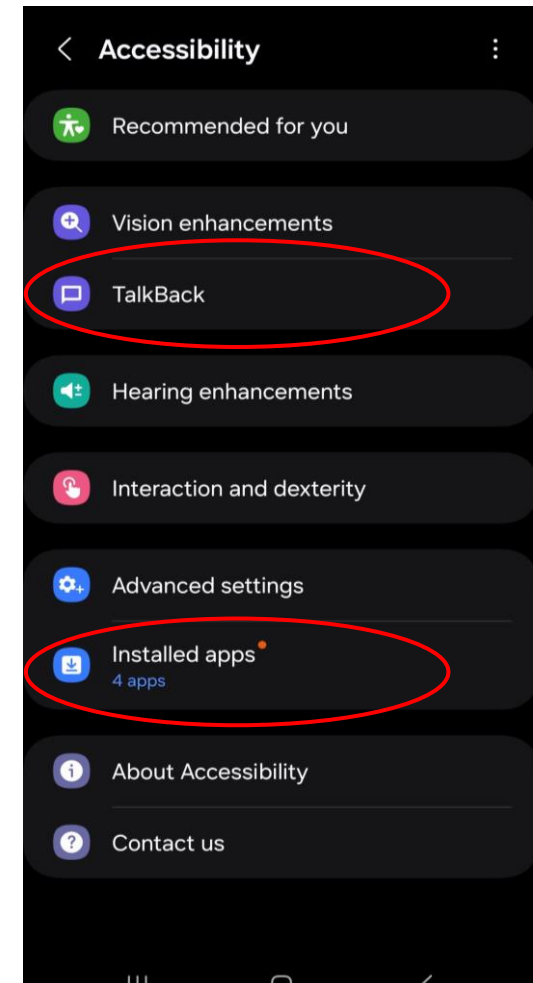 Accessibility
Recommended for you
Vision enhancements
TalkBack
Hearing enhancements
Interaction and dexterity
Advanced settings
Installed apps
4 apps
About Accessibility
Contact us